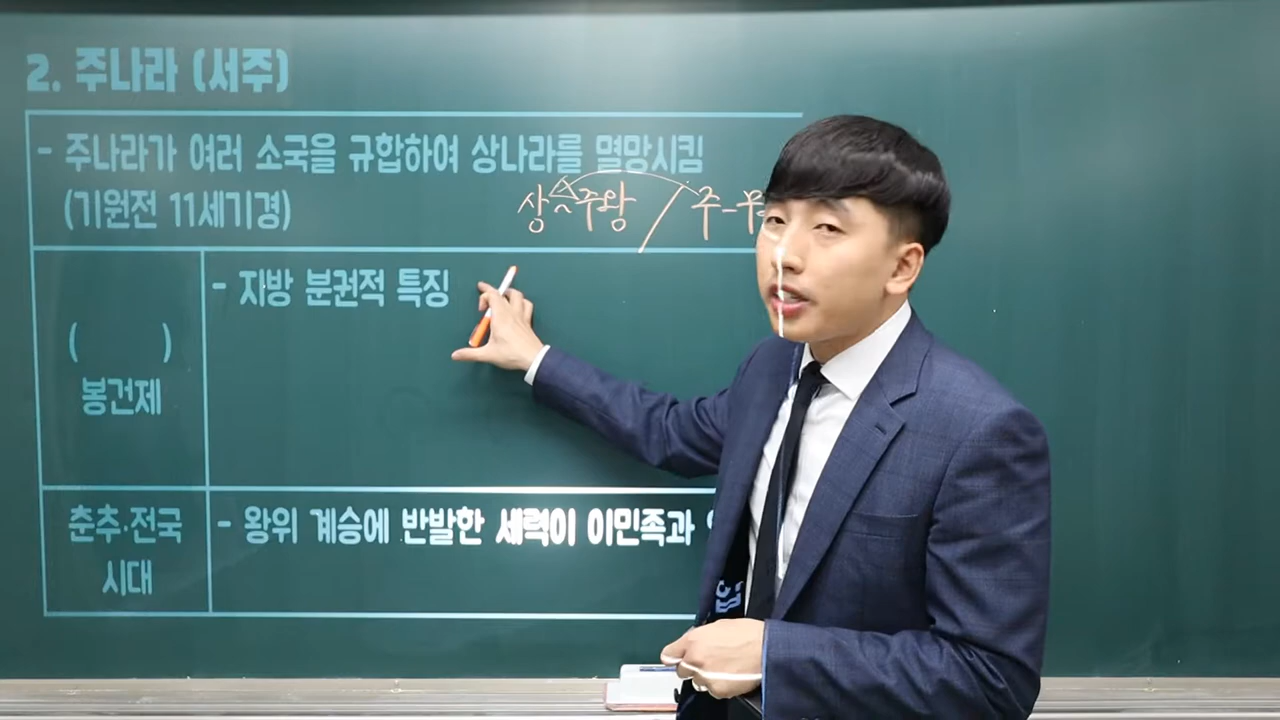 2. 주나라 (서주)
- 주나라가 여러 소국을 규합하여 상나라를 멸망시킴
(기원전 11세기경)
상 주왕 / 주-무
- 지방 분권적 특징
( )
봉건제
춘추·전국
시대
- 왕위 계승에 반발한 세력이 이민족과
입